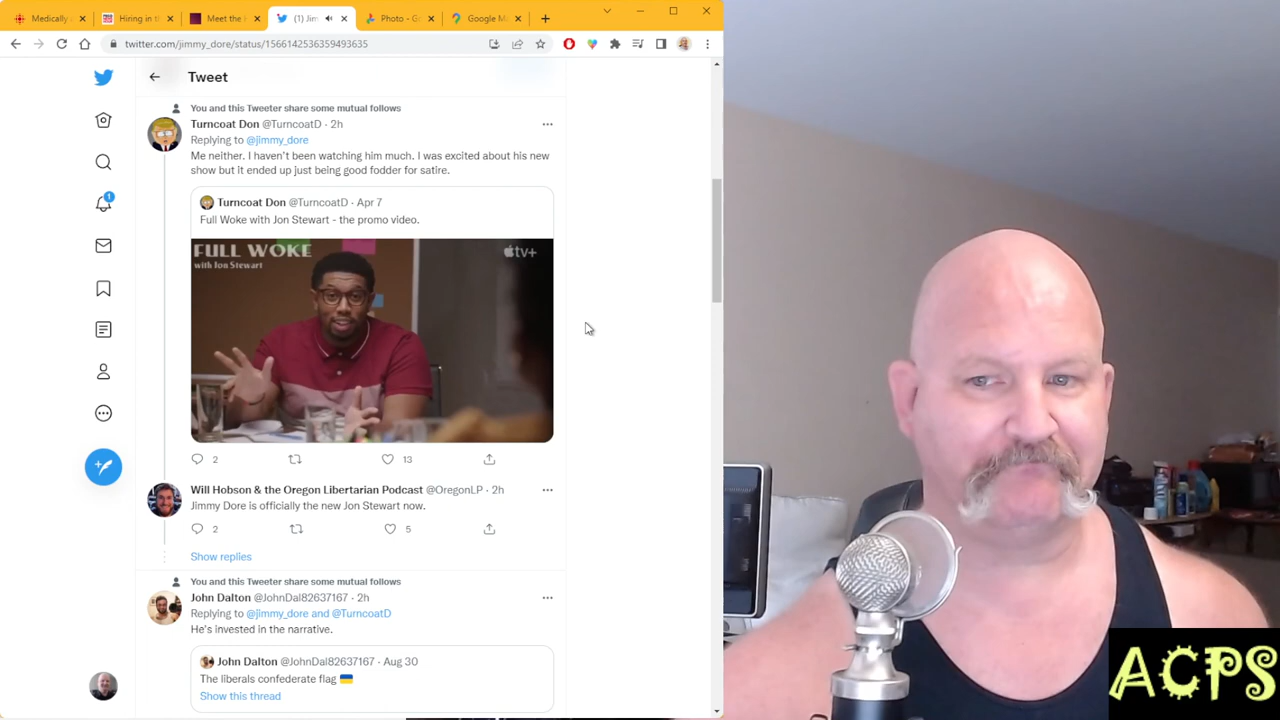 Medically
Hiring in t
Meet the H
(1) Jim
Photo - G
Google M
twitter.com/jimmy_dore/status/1566142536359493635
Tweet
You and this Tweeter share some mutual follows
Turncoat Don @TurncoatD · 2h
Replying to @jimmy_dore
Me neither. I haven't been watching him much. I was excited about his new
show but it ended up just being good fodder for satire.
Turncoat Don @TurncoatD · Apr 7
Full Woke with Jon Stewart - the promo video.
FULL WOKE
with Jon Stewart
tv+
2
13
Will Hobson & the Oregon Libertarian Podcast @OregonLP · 2h
Jimmy Dore is officially the new Jon Stewart now.
2
5
Show replies
You and this Tweeter share some mutual follows
John Dalton @JohnDal82637167 · 2h
Replying to @jimmy_dore and @TurncoatD
He's invested in the narrative.
John Dalton @JohnDal82637167 · Aug 30
The liberals confederate flag 🇺🇦
Show this thread
1
ACPS